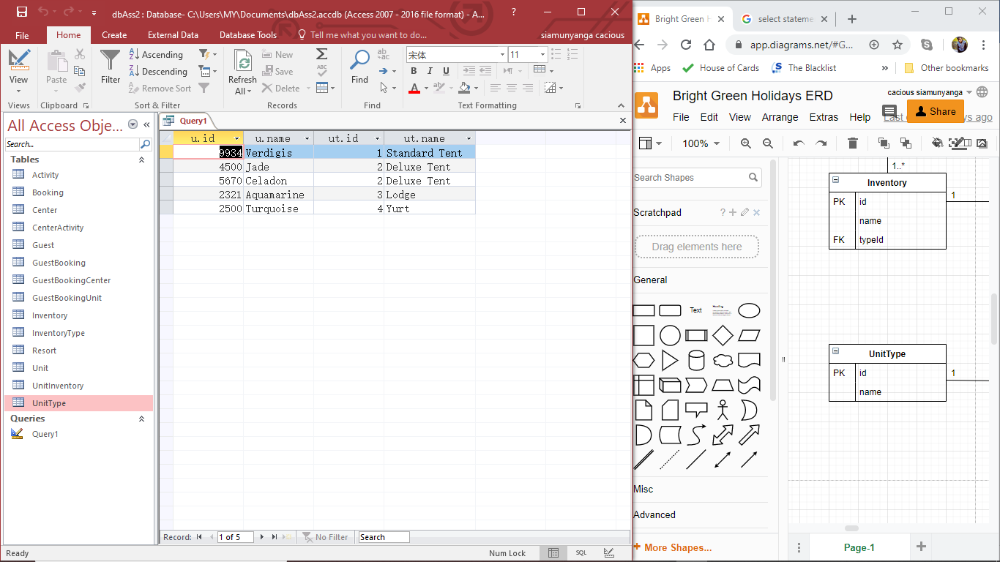 dbAss2 : Database- C:\Users\MY\Documents\dbAss2.accdb (Access 2007 - 2016 file format) - A...
?
File Home Create External Data Database Tools Tell me what you want to do... siamunyanga cacious
View
Paste
Filter
Ascending
Descending
Remove Sort
Refresh
All
New
Save
Delete
ABC
Find
ab
ac
宋体
11
B I U
A
ab
Views Clipboard Sort & Filter Records Find Text Formatting
All Access Obje...
Search...
Tables
Activity
Booking
Center
CenterActivity
Guest
GuestBooking
GuestBookingCenter
GuestBookingUnit
Inventory
InventoryType
Resort
Unit
UnitInventory
UnitType
Queries
Query1
Query1
u.id u.name ut.id ut.name
9934 Verdigis 1 Standard Tent
4500 Jade 2 Deluxe Tent
5670 Celadon 2 Deluxe Tent
2321 Aquamarine 3 Lodge
2500 Turquoise 4 Yurt
Record: 1 of 5 No Filter Search
Ready Num Lock SQL
Bright Green H
select stateme
app.diagrams.net/#G...
Apps House of Cards The Blacklist » Other bookmarks
Bright Green Holidays ERD
cacious siamunyanga
File Edit View Arrange Extras Help
Share
100%
Search Shapes
Scratchpad
?
Drag elements here
General
Text
Heading
Misc
Advanced
+ More Shapes...
1..*
Inventory
PK id
name
FK typeId
1
UnitType
PK id
name
1
Page-1